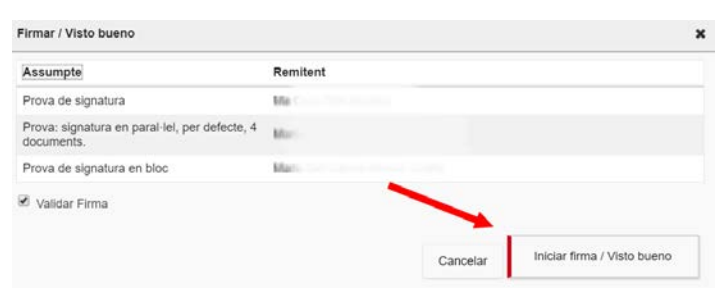 Firmar / Visto bueno
Assumpte Remitent
Prova de signatura
Prova: signatura en paral·lel, per defecte, 4
documents.
Prova de signatura en bloc
Validar Firma
Cancelar Iniciar firma / Visto bueno